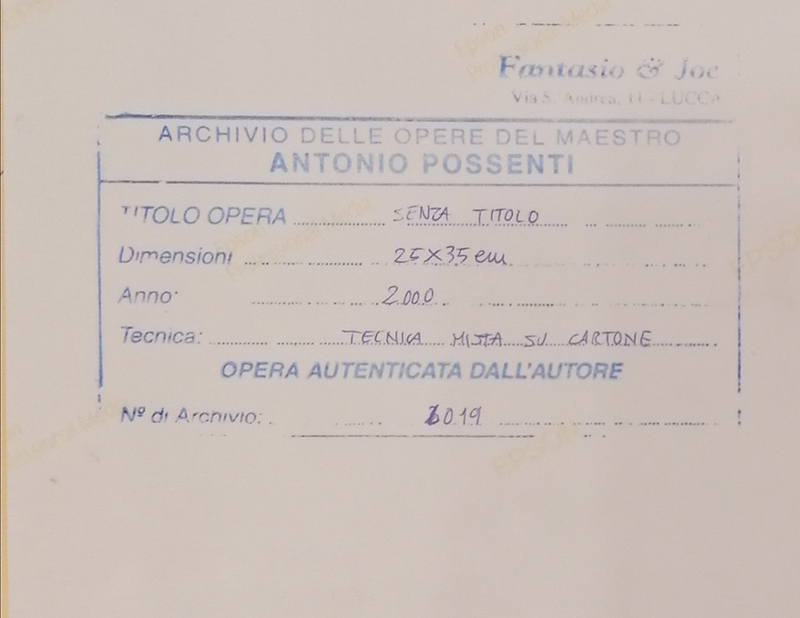 Fantasio & Joe
Via S. Andrea, 11 - LUCCA
ARCHIVIO DELLE OPERE DEL MAESTRO
ANTONIO POSSENTI
TITOLO OPERA SENZA TITOLO
Dimensioni 25X35 cm
Anno: 2000
Tecnica: TECNICA MISTA SU CARTONE
OPERA AUTENTICATA DALL'AUTORE
Nº di Archivio: